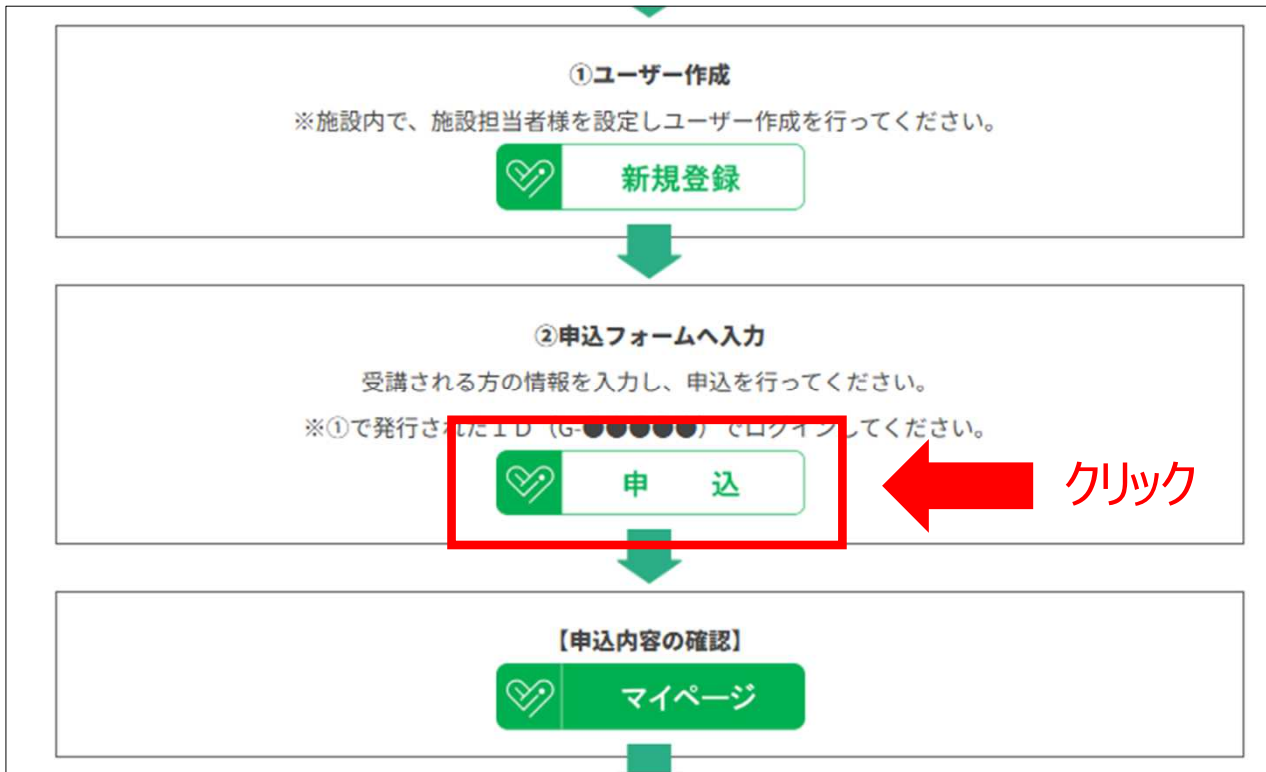 ①ユーザー作成
※施設内で、施設担当者様を設定しユーザー作成を行ってください。
新規登録
②申込フォームへ入力
受講される方の情報を入力し、申込を行ってください。
※①で発行されたＩＤ（G-●●●●●）でログインしてください。
申　込
クリック
【申込内容の確認】
マイページ